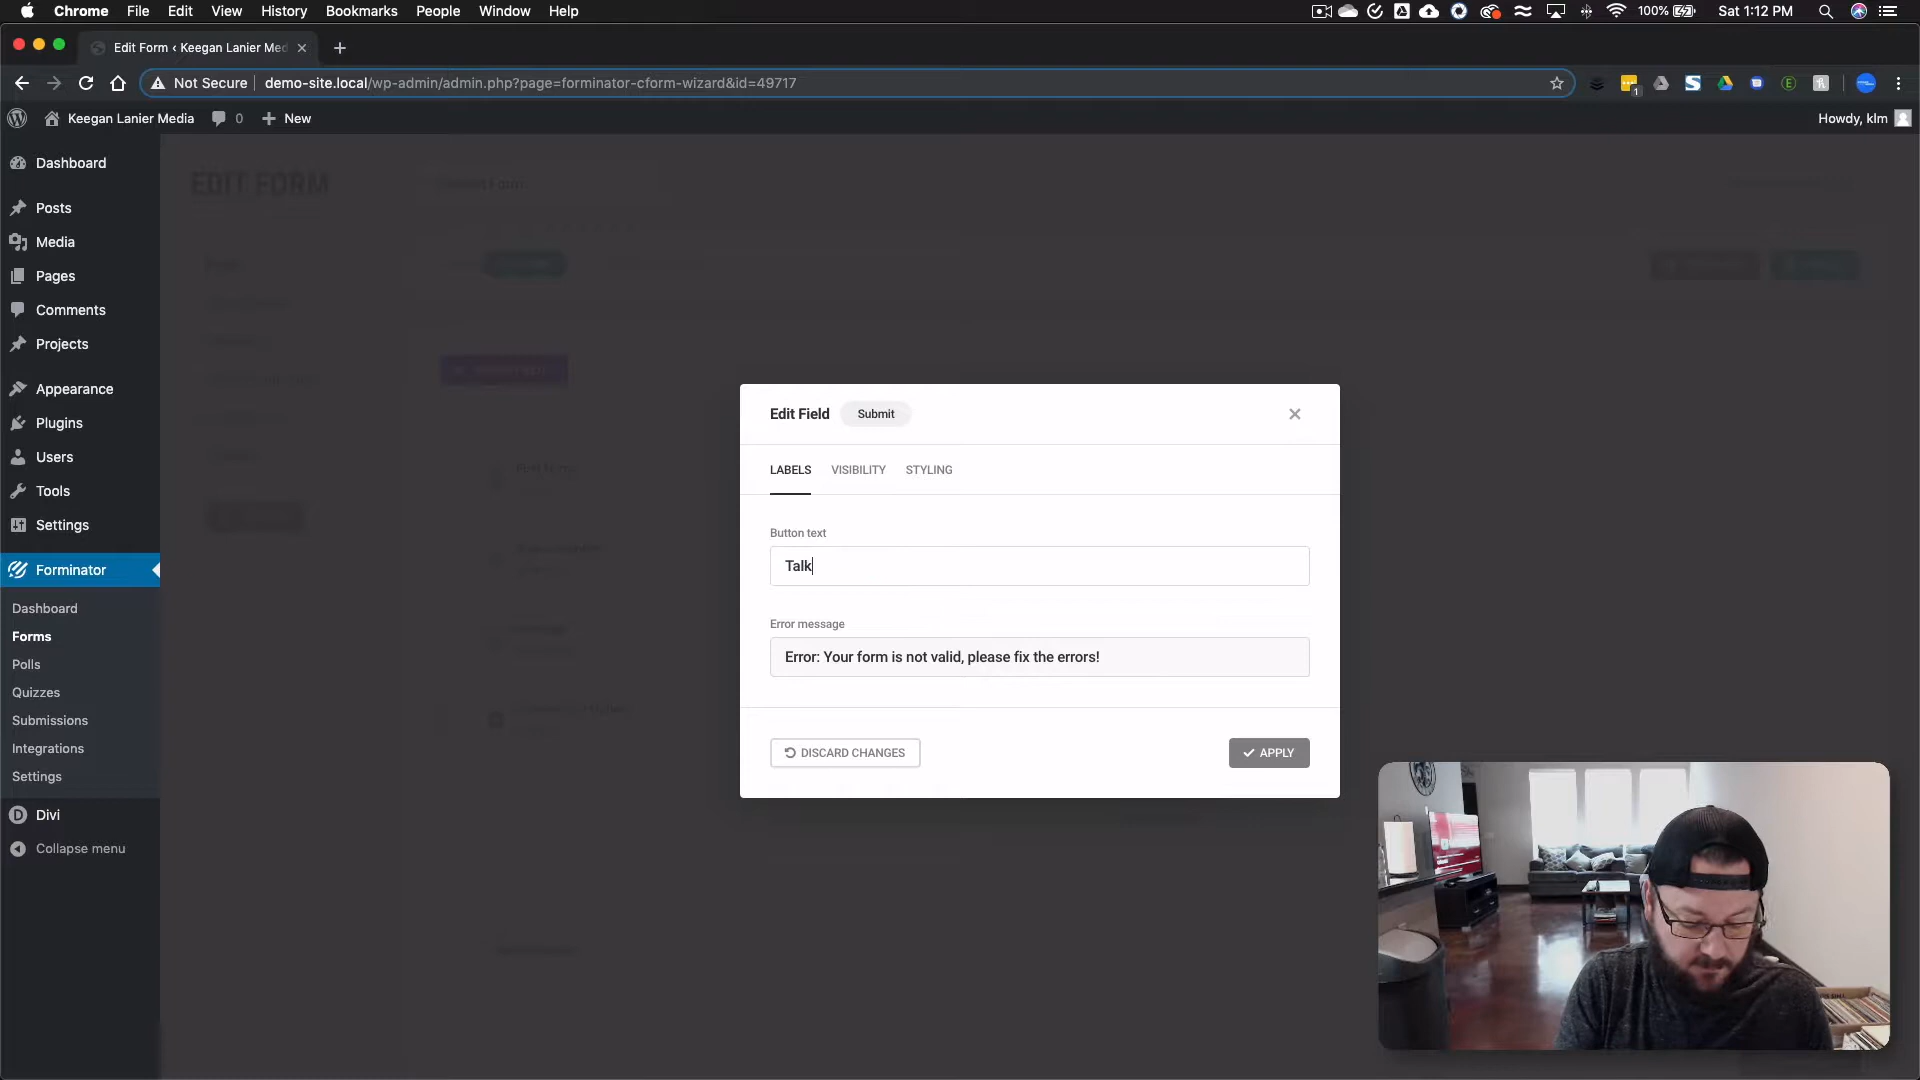 Chrome File Edit View History Bookmarks People Window Help 100% Sat 1:12 PM
Edit Form ‹ Keegan Lanier Med
Not Secure demo-site.local/wp-admin/admin.php?page=forminator-cform-wizard&id=49717
Keegan Lanier Media 0 New Howdy, klm
Dashboard
Posts
Media
Pages
Comments
Projects
Appearance
Plugins
Users
Tools
Settings
Forminator
Dashboard
Forms
Polls
Quizzes
Submissions
Integrations
Settings
Divi
Collapse menu
EDIT FORM
Edit Field Submit
LABELS VISIBILITY STYLING
Button text
Talk
Error message
Error: Your form is not valid, please fix the errors!
DISCARD CHANGES APPLY